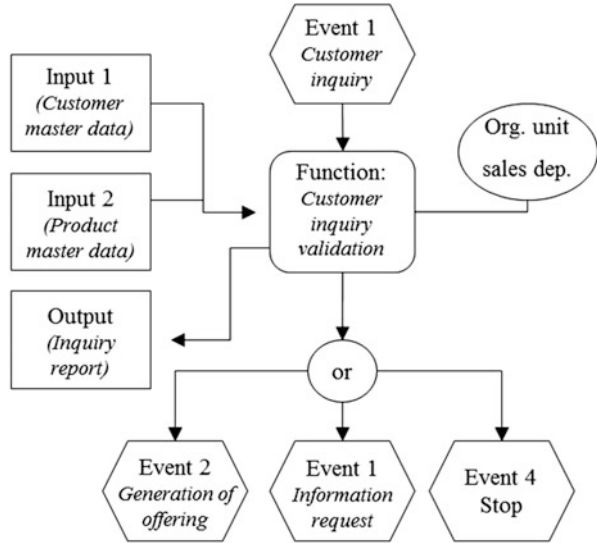 Event 1
Customer
inquiry
Input 1
(Customer
master data)
Org. unit
sales dep.
Function:
Customer
inquiry
validation
Input 2
(Product
master data)
Output
(Inquiry
report)
or
Event 2
Generation of
offering
Event 1
Information
request
Event 4
Stop